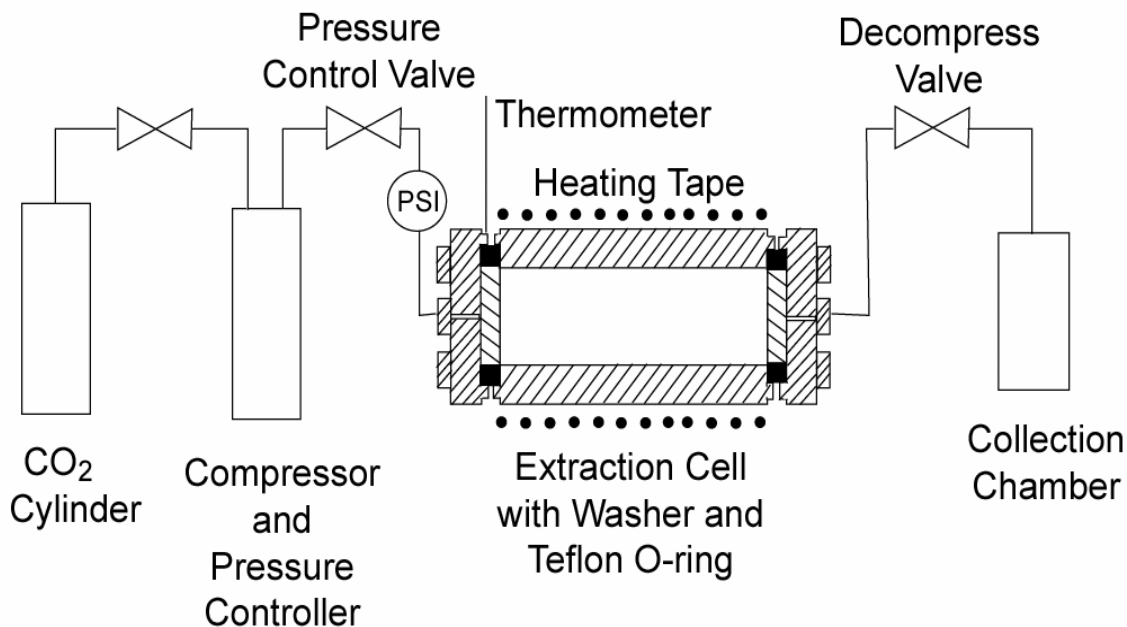 Pressure
Control Valve
Decompress
Valve
Thermometer
Heating Tape
PSI
CO₂
Cylinder
Compressor
and
Pressure
Controller
Extraction Cell
with Washer and
Teflon O-ring
Collection
Chamber